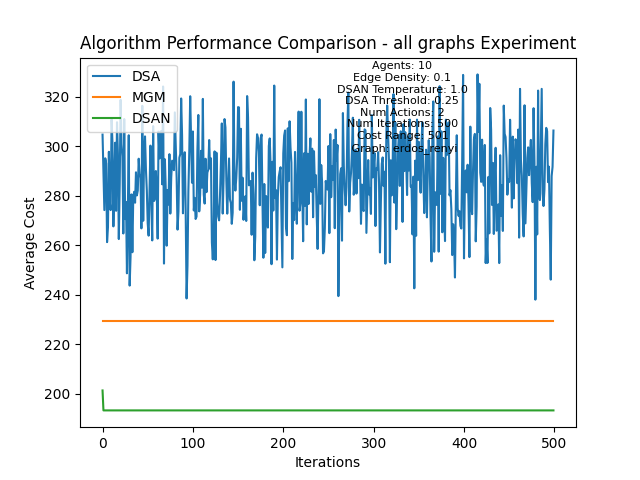 Algorithm Performance Comparison - all graphs Experiment
DSA
MGM
DSAN
Agents: 10
Edge Density: 0.1
DSAN Temperature: 1.0
DSA Threshold: 0.25
Num Actions: 2
Num Iterations: 500
Cost Range: 501
Graph: erdos_renyi
Average Cost
320
300
280
260
240
220
200
0
100
200
300
400
500
Iterations